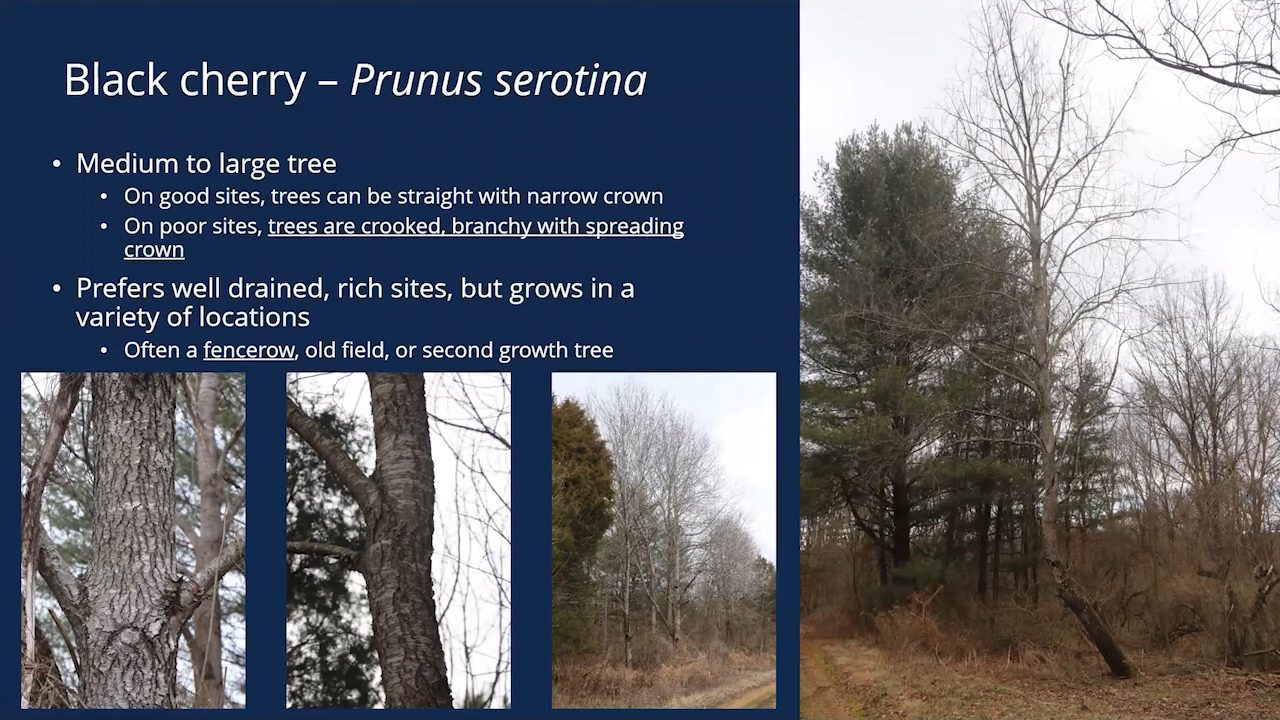 Black cherry – Prunus serotina
• Medium to large tree
• On good sites, trees can be straight with narrow crown
• On poor sites, trees are crooked, branchy with spreading
crown
• Prefers well drained, rich sites, but grows in a
variety of locations
• Often a fencerow, old field, or second growth tree